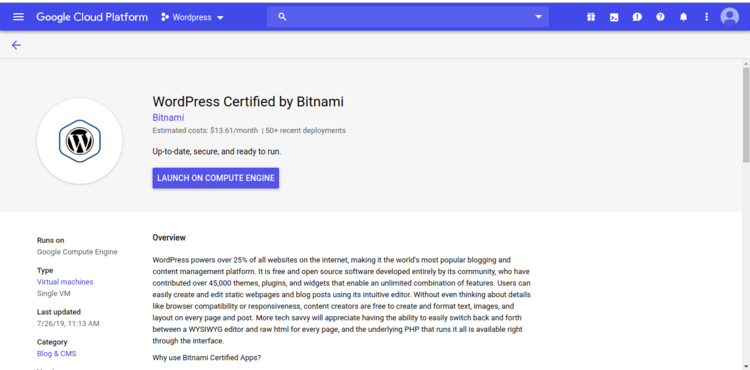 Google Cloud Platform
Wordpress
WordPress Certified by Bitnami
Bitnami
Estimated costs: $13.61/month | 50+ recent deployments
Up-to-date, secure, and ready to run.
LAUNCH ON COMPUTE ENGINE
Runs on
Google Compute Engine
Type
Virtual machines
Single VM
Last updated
7/26/19, 11:13 AM
Category
Blog & CMS
Overview
WordPress powers over 25% of all websites on the internet, making it the world's most popular blogging and
content management platform. It is free and open source software developed entirely by its community, who have
contributed over 45,000 themes, plugins, and widgets that enable an unlimited combination of features. Users can
easily create and edit static webpages and blog posts using its intuitive editor. Without even thinking about details
like browser compatibility or responsiveness, content creators are free to create and format text, images, and
layout on every page and post. More tech savvy will appreciate having the ability to easily switch back and forth
between a WYSIWYG editor and raw html for every page, and the underlying PHP that runs it all is available right
through the interface.
Why use Bitnami Certified Apps?